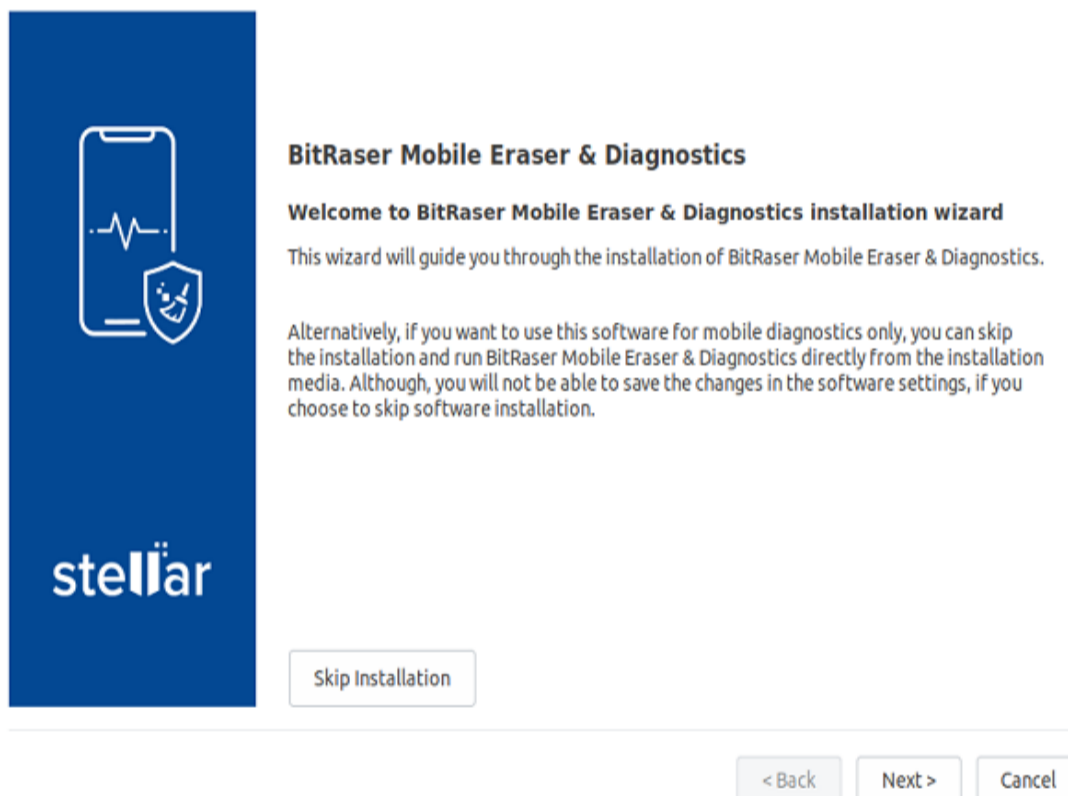 BitRaser Mobile Eraser & Diagnostics
Welcome to BitRaser Mobile Eraser & Diagnostics installation wizard
This wizard will guide you through the installation of BitRaser Mobile Eraser & Diagnostics.
Alternatively, if you want to use this software for mobile diagnostics only, you can skip
the installation and run BitRaser Mobile Eraser & Diagnostics directly from the installation
media. Although, you will not be able to save the changes in the software settings, if you
choose to skip software installation.
stellar
Skip Installation
< Back Next > Cancel